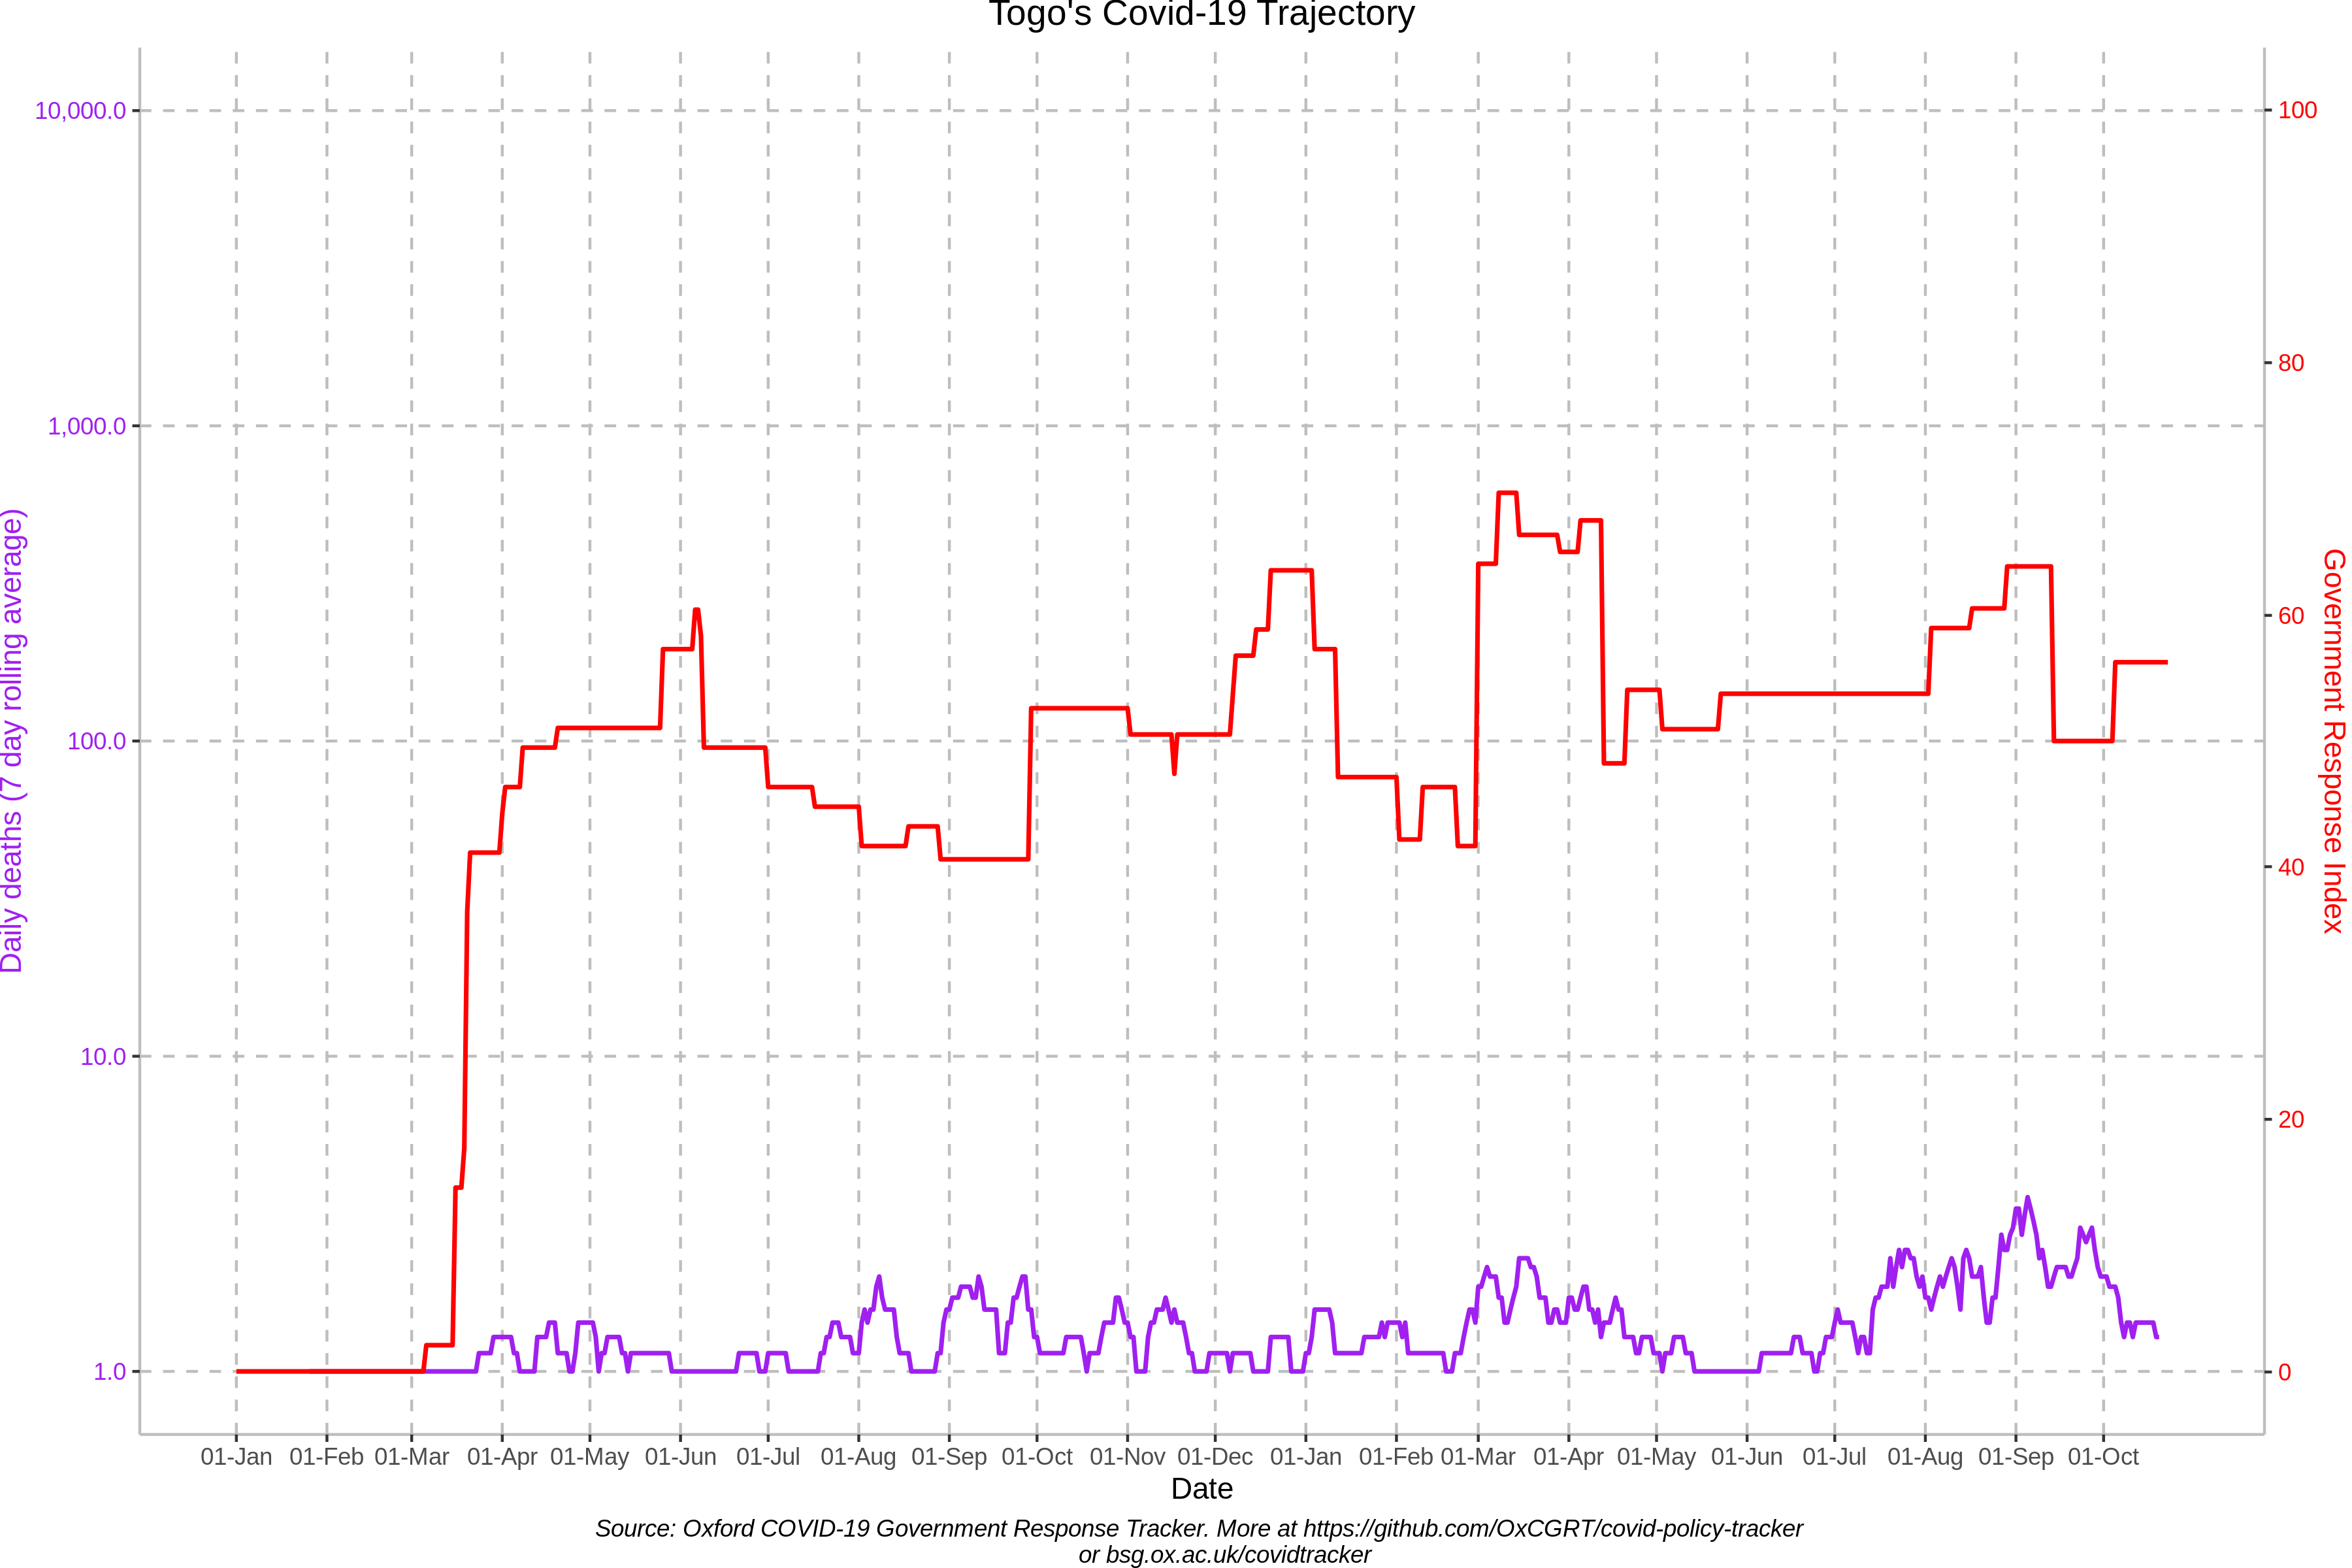 Togo's Covid-19 Trajectory
10,000.0
1,000.0
100.0
10.0
1.0
Daily deaths (7 day rolling average)
100
80
60
40
20
0
Government Response Index
01-Jan 01-Feb 01-Mar 01-Apr 01-May 01-Jun 01-Jul 01-Aug 01-Sep 01-Oct 01-Nov 01-Dec 01-Jan 01-Feb 01-Mar 01-Apr 01-May 01-Jun 01-Jul 01-Aug 01-Sep 01-Oct
Date
Source: Oxford COVID-19 Government Response Tracker. More at https://github.com/OxCGRT/covid-policy-tracker
or bsg.ox.ac.uk/covidtracker